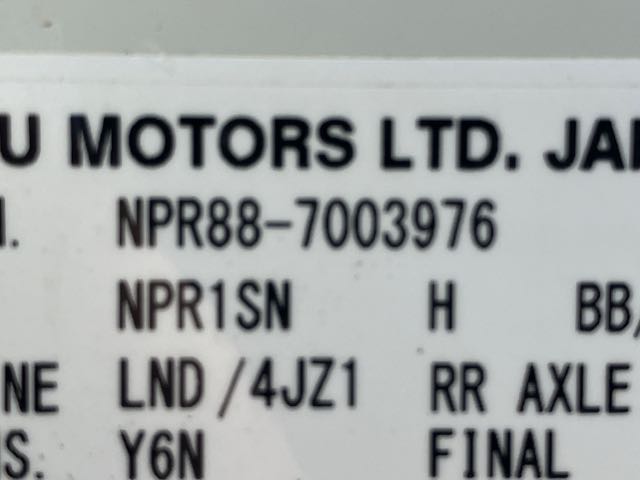 U MOTORS LTD. JA
NPR88-7003976
NPR1SN H BB/
NE LND/4JZ1 RR AXLE
S. Y6N FINAL